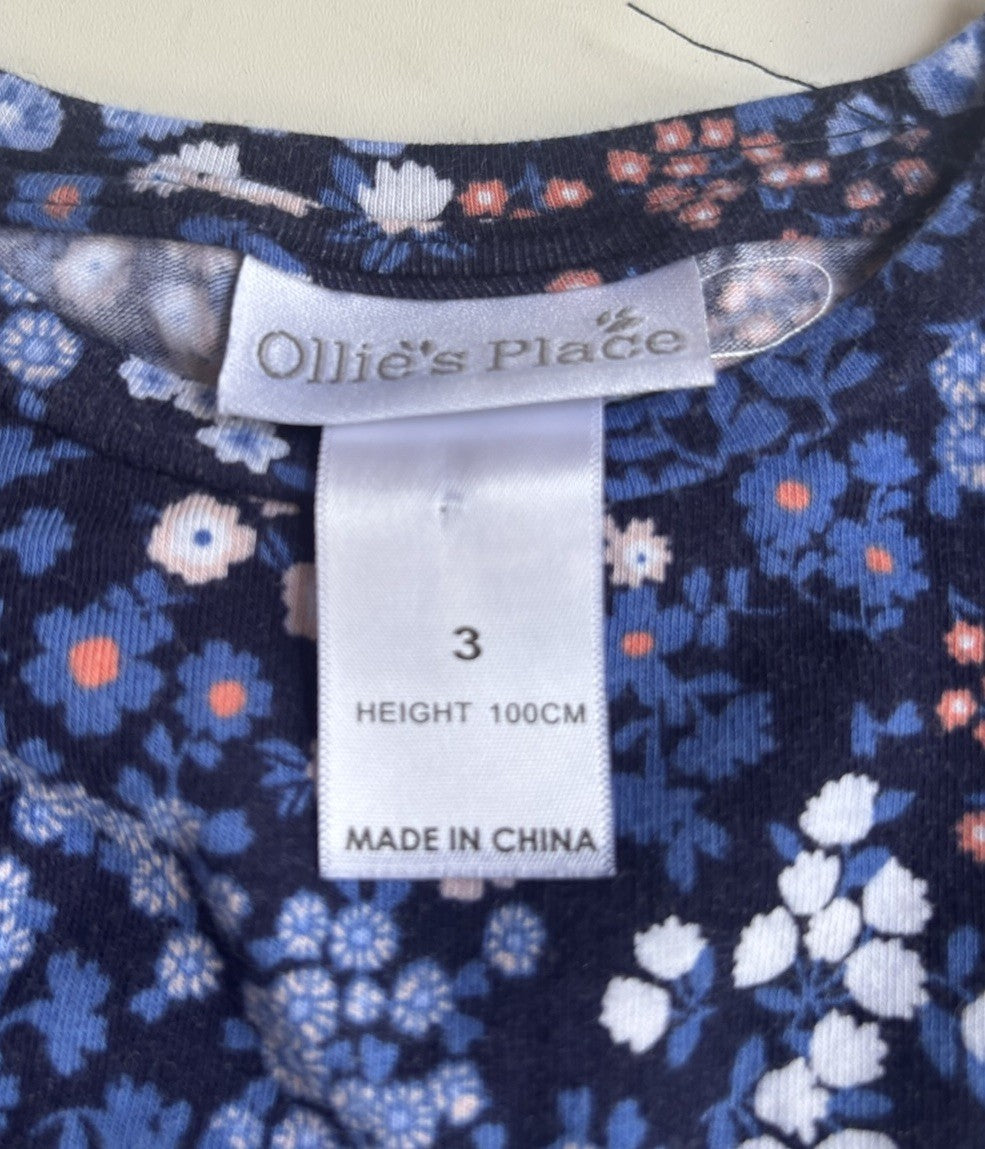 Ollie's Place
3
HEIGHT 100CM
MADE IN CHINA